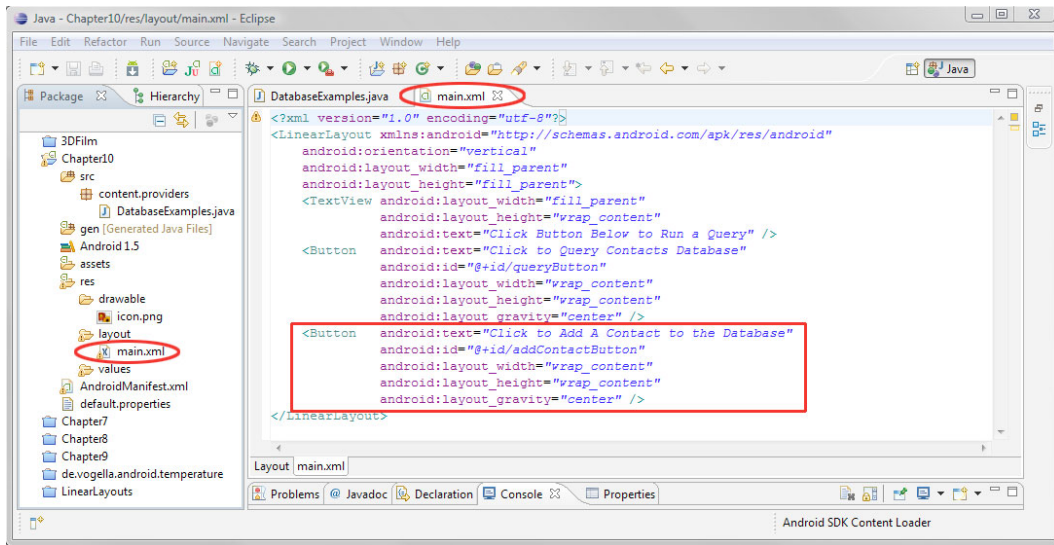 Java - Chapter10/res/layout/main.xml - Eclipse
File Edit Refactor Run Source Navigate Search Project Window Help
Java
Package Hierarchy
DatabaseExamples.java main.xml
3DFilm
Chapter10
src
content.providers
DatabaseExamples.java
gen [Generated Java Files]
Android 1.5
assets
res
drawable
icon.png
layout
main.xml
values
AndroidManifest.xml
default.properties
Chapter7
Chapter8
Chapter9
de.vogella.android.temperature
LinearLayouts
<?xml version="1.0" encoding="utf-8"?>
<LinearLayout xmlns:android="http://schemas.android.com/apk/res/android"
android:orientation="vertical"
android:layout_width="fill_parent"
android:layout_height="fill_parent">
<TextView android:layout_width="fill_parent"
android:layout_height="wrap_content"
android:text="Click Button Below to Run a Query" />
<Button android:text="Click to Query Contacts Database"
android:id="@+id/queryButton"
android:layout_width="wrap_content"
android:layout_height="wrap_content"
android:layout_gravity="center" />
<Button android:text="Click to Add A Contact to the Database"
android:id="@+id/addContactButton"
android:layout_width="wrap_content"
android:layout_height="wrap_content"
android:layout_gravity="center" />
</LinearLayout>
Layout main.xml
Problems @ Javadoc Declaration Console Properties
Android SDK Content Loader